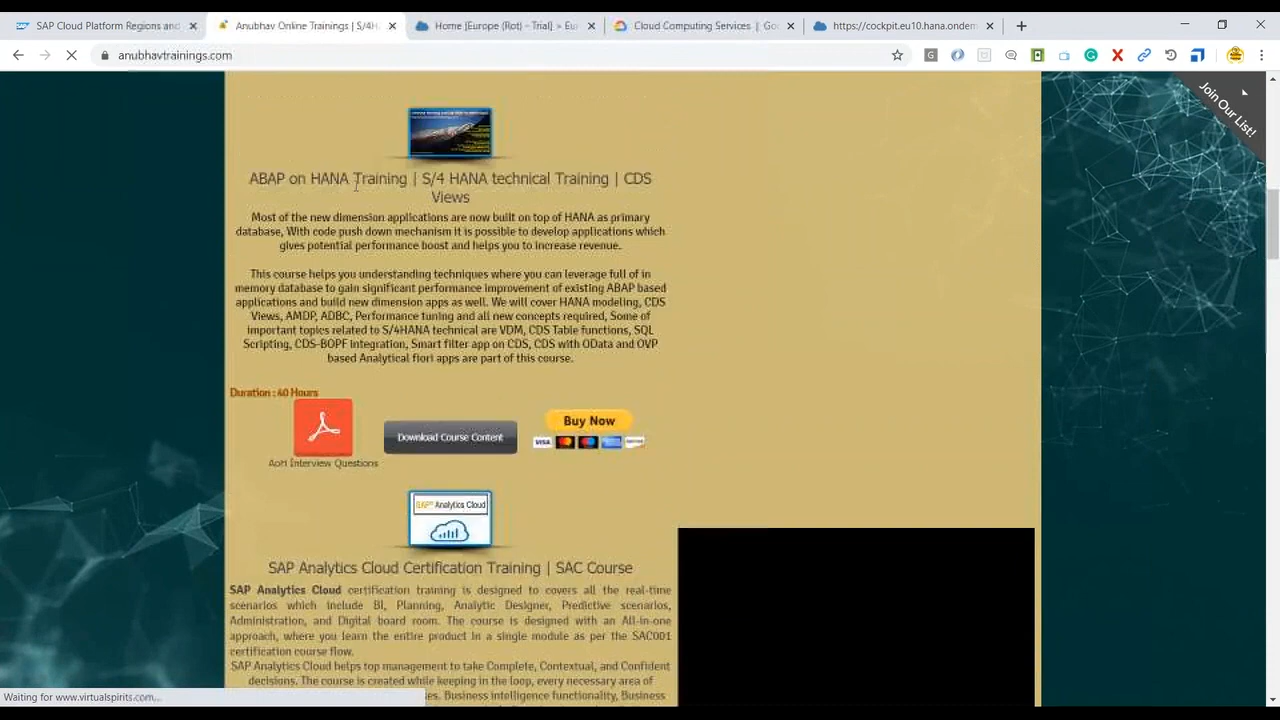 SAP Cloud Platform Regions and
Anubhav Online Trainings | S/4H
Home [Europe (Rot) - Trial] > Eu
Cloud Computing Services | Goo
https://cockpit.eu10.hana.ondem
anubhavtrainings.com
Join Our List!
ABAP on HANA Training | S/4 HANA technical Training | CDS
Views
Most of the new dimension applications are now built on top of HANA as primary
database, With code push down mechanism it is possible to develop applications which
gives potential performance boost and helps you to increase revenue.
This course helps you understanding techniques where you can leverage full of in
memory database to gain significant performance improvement of existing ABAP based
applications and build new dimension apps as well. We will cover HANA modeling, CDS
Views, AMDP, ADBC, Performance tuning and all new concepts required, Some of
important topics related to S/4HANA technical are VDM, CDS Table functions, SQL
Scripting, CDS-BOPF Integration, Smart filter app on CDS, CDS with OData and OVP
based Analytical fiori apps are part of this course.
Duration : 40 Hours
Download Course Content
Buy Now
VISA
AoH Interview Questions
SAP Analytics Cloud
SAP Analytics Cloud Certification Training | SAC Course
SAP Analytics Cloud certification training is designed to covers all the real-time
scenarios which include BI, Planning, Analytic Designer, Predictive scenarios,
Administration, and Digital board room. The course is designed with an All-in-one
approach, where you learn the entire product in a single module as per the SAC001
certification course flow.
SAP Analytics Cloud helps top management to take Complete, Contextual, and Confident
decisions. The course is created while keeping in the loop, every necessary area of
Business intelligence functionality, Business
Waiting for www.virtualspirits.com...